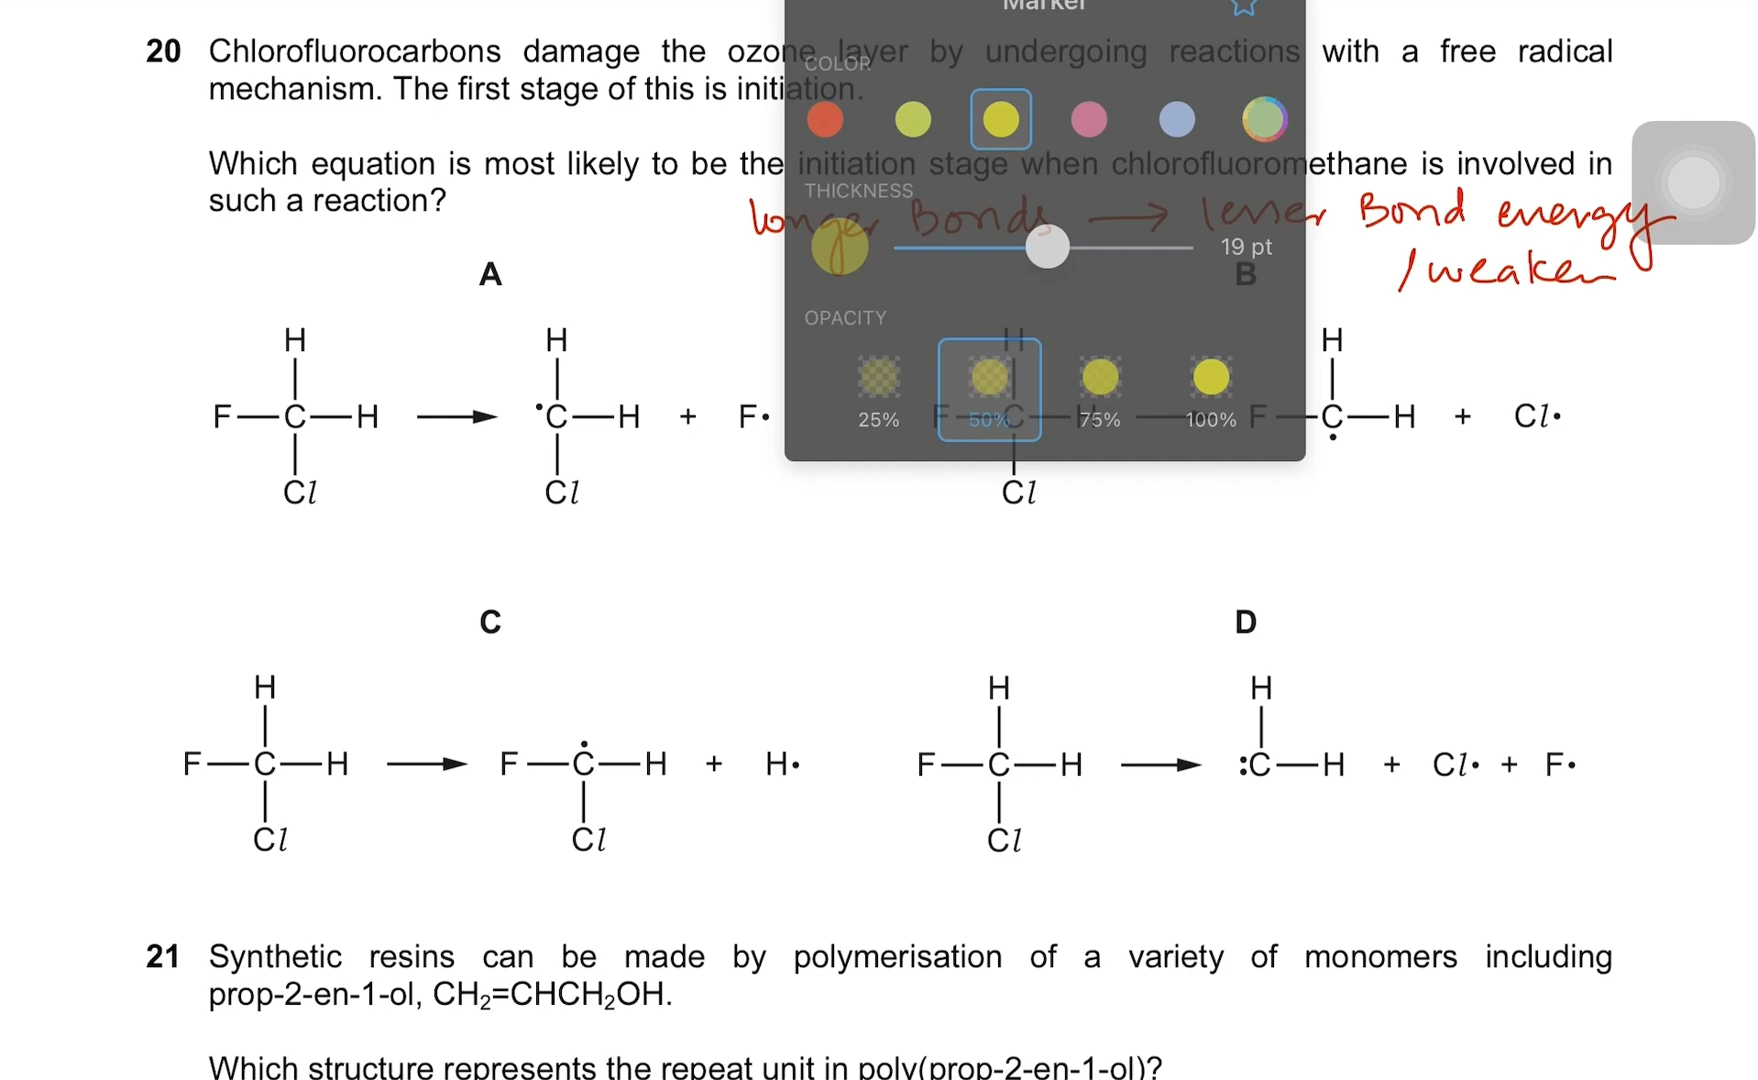 Marker
20 Chlorofluorocarbons damage the ozone layer by undergoing reactions with a free radical
mechanism. The first stage of this is initiation.
COLOR
Which equation is most likely to be the initiation stage when chlorofluoromethane is involved in
such a reaction?
THICKNESS
longer Bonds → lesser Bond energy
/ weaker
19 pt
A
B
OPACITY
H H H H
F—C—H → •C—H + F• F—C—H → F—C—H + Cl•
25% 50% 75% 100%
Cl Cl Cl
C D
H H H
F—C—H → F—C—H + H• F—C—H → :C—H + Cl• + F•
Cl Cl Cl
21 Synthetic resins can be made by polymerisation of a variety of monomers including
prop-2-en-1-ol, CH₂=CHCH₂OH.
Which structure represents the repeat unit in poly(prop-2-en-1-ol)?